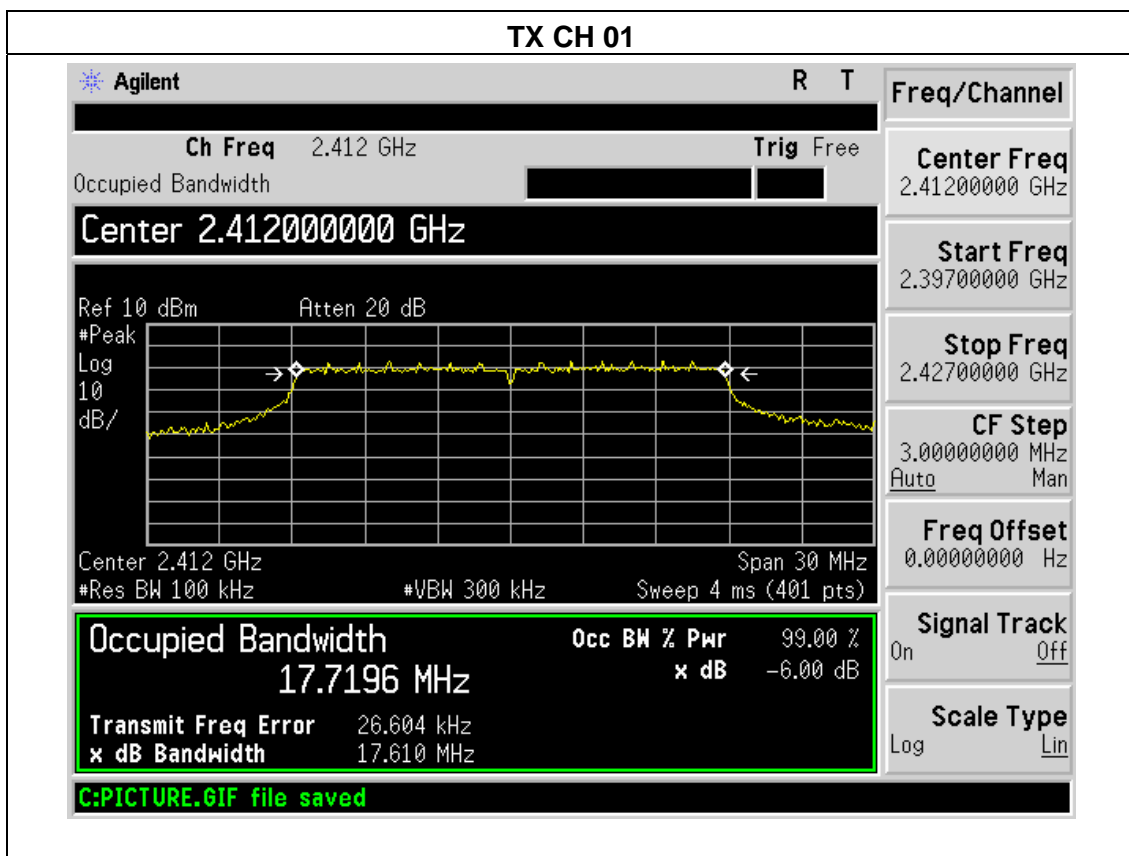 TX CH 01
Agilent R T
Freq/Channel
Ch Freq 2.412 GHz Trig Free
Occupied Bandwidth
Center Freq
2.41200000 GHz
Center 2.412000000 GHz
Start Freq
2.39700000 GHz
Ref 10 dBm Atten 20 dB
#Peak
Log
10
dB/
Stop Freq
2.42700000 GHz
CF Step
3.00000000 MHz
Auto Man
Freq Offset
0.00000000 Hz
Center 2.412 GHz Span 30 MHz
#Res BW 100 kHz #VBW 300 kHz Sweep 4 ms (401 pts)
Occupied Bandwidth Occ BW % Pwr 99.00 %
17.7196 MHz x dB -6.00 dB
Signal Track
On Off
Transmit Freq Error 26.604 kHz
x dB Bandwidth 17.610 MHz
Scale Type
Log Lin
C:PICTURE.GIF file saved